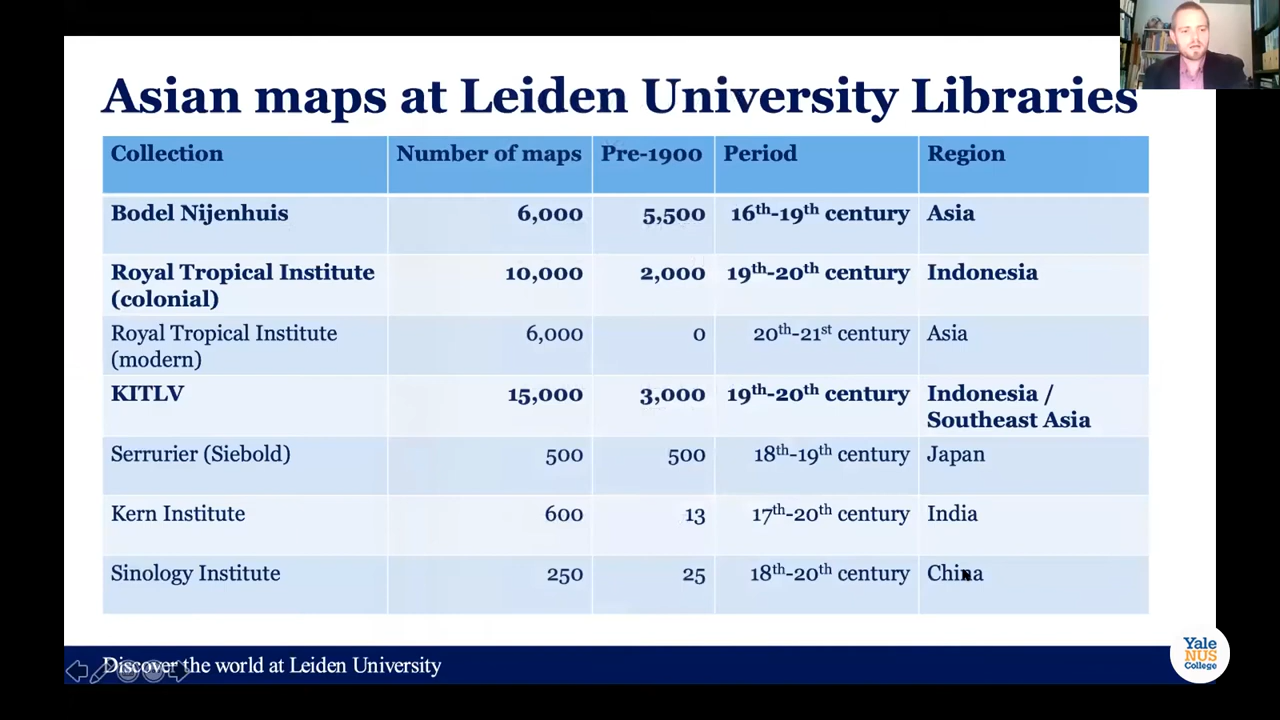 Asian maps at Leiden University Libraries
Collection Number of maps Pre-1900 Period Region
Bodel Nijenhuis 6,000 5,500 16th-19th century Asia
Royal Tropical Institute (colonial) 10,000 2,000 19th-20th century Indonesia
Royal Tropical Institute (modern) 6,000 0 20th-21st century Asia
KITLV 15,000 3,000 19th-20th century Indonesia / Southeast Asia
Serrurier (Siebold) 500 500 18th-19th century Japan
Kern Institute 600 13 17th-20th century India
Sinology Institute 250 25 18th-20th century China
Discover the world at Leiden University
Yale
NUS
College